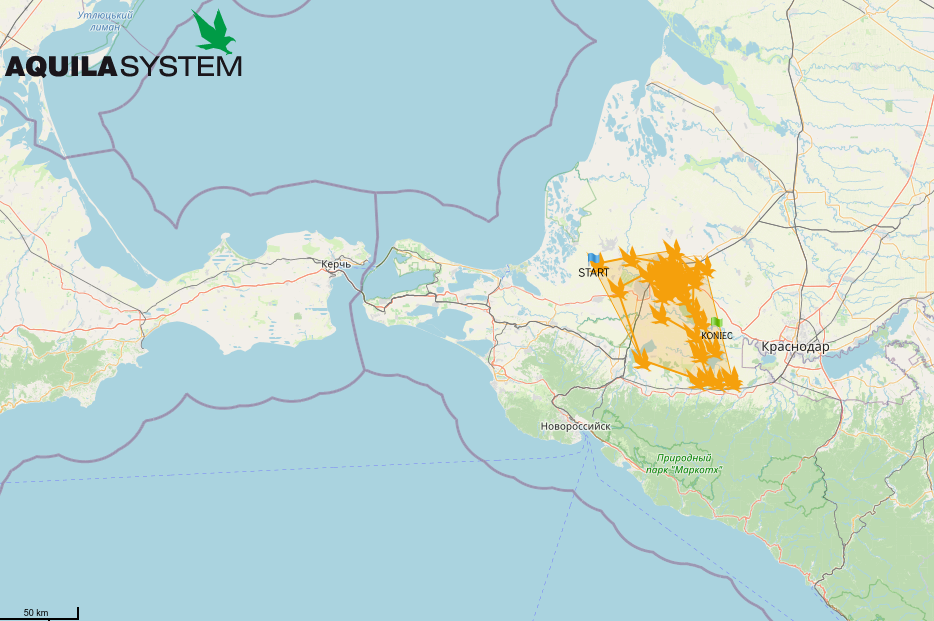 Утлюцький
лиман
AQUILASYSTEM
START
Керчь
KONIEC
Краснодар
Новороссийск
Природный
парк "Маркотх"
50 km